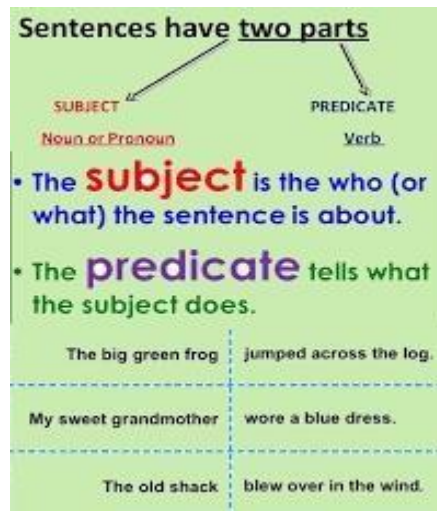 Sentences have two parts
SUBJECT PREDICATE
Noun or Pronoun Verb
• The subject is the who (or
what) the sentence is about.
• The predicate tells what
the subject does.
The big green frog jumped across the log.
My sweet grandmother wore a blue dress.
The old shack blew over in the wind.